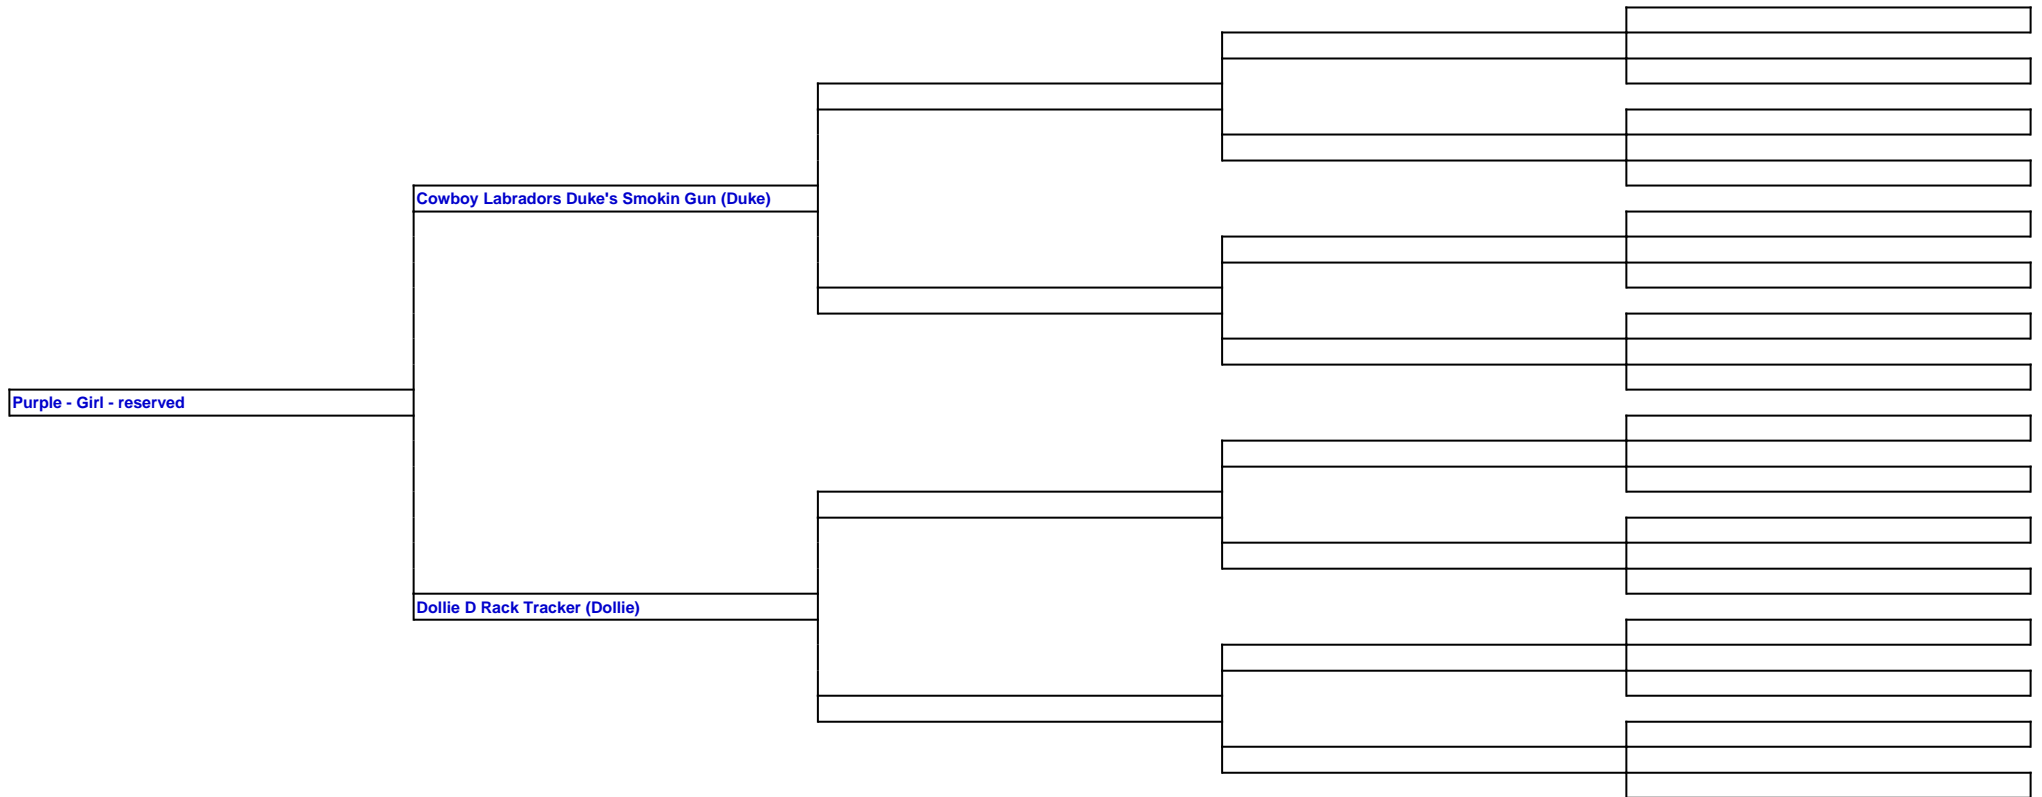 Cowboy Labradors Duke's Smokin Gun (Duke)
Purple - Girl - reserved
Dollie D Rack Tracker (Dollie)